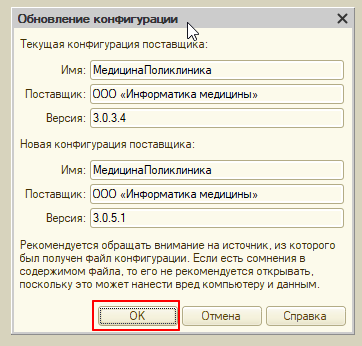 Обновление конфигурации
Текущая конфигурация поставщика:
Имя: МедицинаПоликлиника
Поставщик: ООО «Информатика медицины»
Версия: 3.0.3.4
Новая конфигурация поставщика:
Имя: МедицинаПоликлиника
Поставщик: ООО «Информатика медицины»
Версия: 3.0.5.1
Рекомендуется обращать внимание на источник, из которого
был получен файл конфигурации. Если есть сомнения в
содержимом файла, то его не рекомендуется открывать,
поскольку это может нанести вред компьютеру и данным.
ОК Отмена Справка